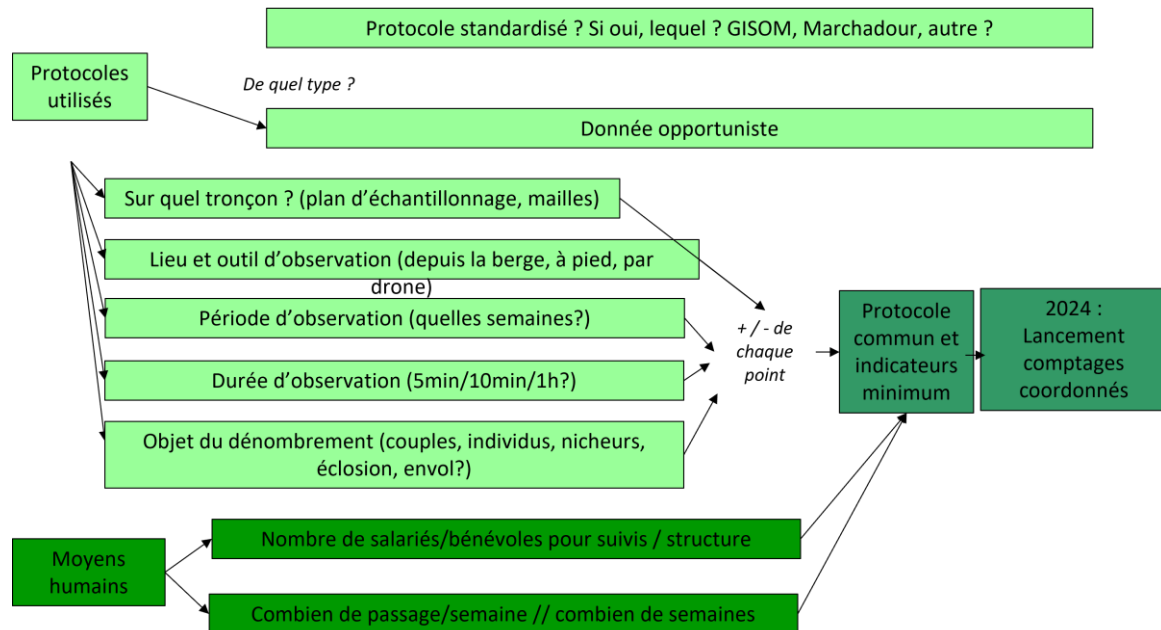 Protocole standardisé ? Si oui, lequel ? GISOM, Marchadour, autre ?
Protocoles
utilisés
De quel type ?
Donnée opportuniste
Sur quel tronçon ? (plan d’échantillonnage, mailles)
Lieu et outil d’observation (depuis la berge, à pied, par
drone)
Période d’observation (quelles semaines?)
Durée d’observation (5min/10min/1h?)
Objet du dénombrement (couples, individus, nicheurs,
éclosion, envol?)
+ / - de
chaque
point
Protocole
commun et
indicateurs
minimum
2024 :
Lancement
comptages
coordonnés
Moyens
humains
Nombre de salariés/bénévoles pour suivis / structure
Combien de passage/semaine // combien de semaines